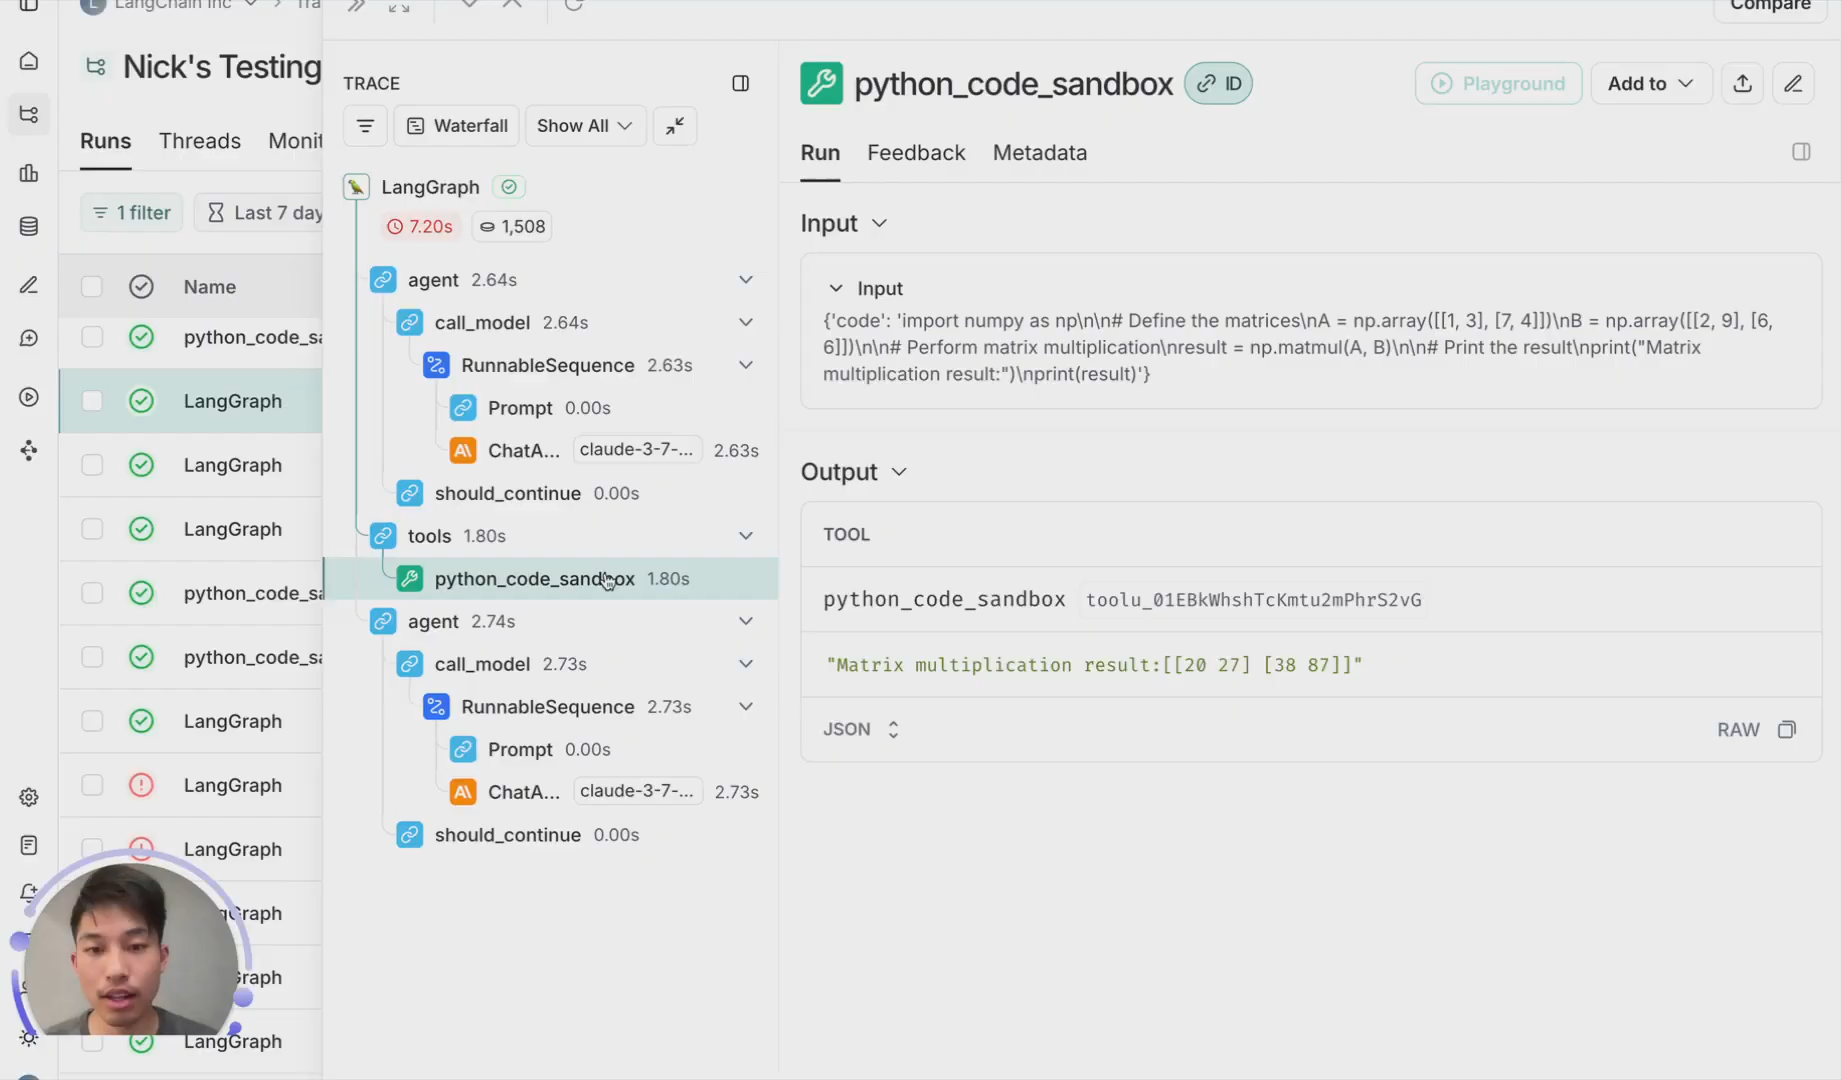 L LangChain Inc
Tra
Compare
Nick's Testing
Runs Threads Monit
1 filter
Last 7 day
Name
python_code_sa
LangGraph
LangGraph
LangGraph
python_code_sa
python_code_sa
LangGraph
LangGraph
LangGraph
gGraph
Graph
LangGraph
TRACE
Waterfall
Show All
LangGraph
7.20s
1,508
agent 2.64s
call_model 2.64s
RunnableSequence 2.63s
Prompt 0.00s
ChatA... claude-3-7-... 2.63s
should_continue 0.00s
tools 1.80s
python_code_sandbox 1.80s
agent 2.74s
call_model 2.73s
RunnableSequence 2.73s
Prompt 0.00s
ChatA... claude-3-7-... 2.73s
should_continue 0.00s
python_code_sandbox
ID
Playground
Add to
Run Feedback Metadata
Input
Input
{'code': 'import numpy as np\n\n# Define the matrices\nA = np.array([[1, 3], [7, 4]])\nB = np.array([[2, 9], [6,
6]])\n\n# Perform matrix multiplication\nresult = np.matmul(A, B)\n\n# Print the result\nprint("Matrix
multiplication result:")\nprint(result)'}
Output
TOOL
python_code_sandbox toolu_01EBkWhshTcKmtu2mPhrS2vG
"Matrix multiplication result:[[20 27] [38 87]]"
JSON
RAW